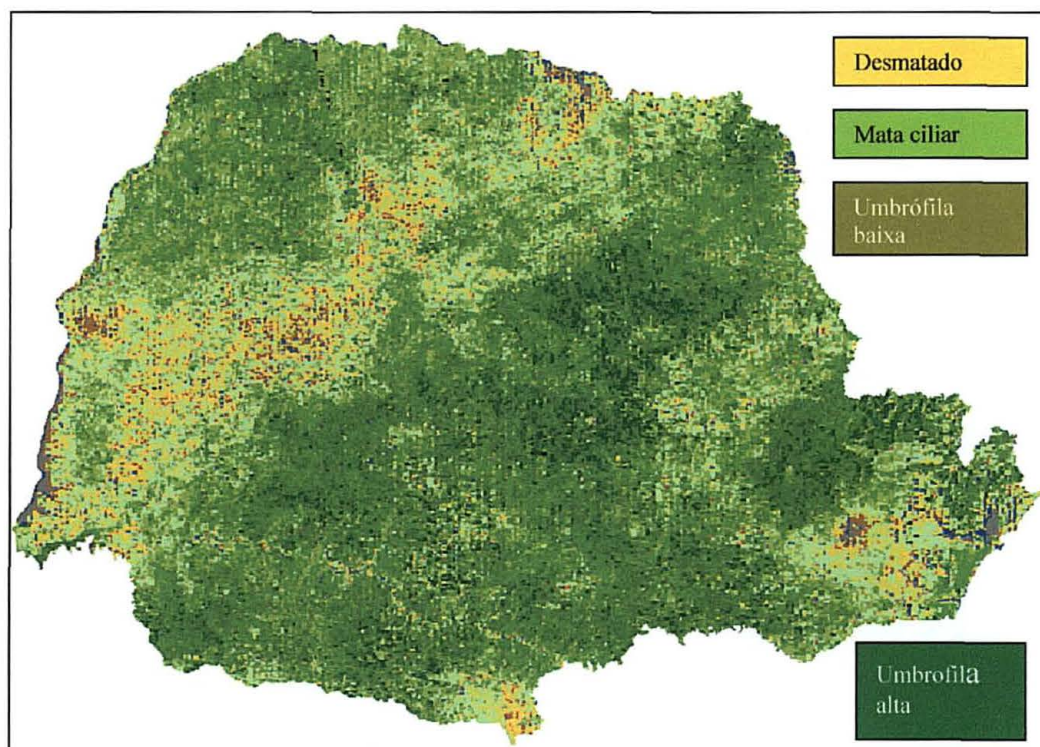 Desmatado
Mata ciliar
Umbrófila
baixa
Umbrofila
alta